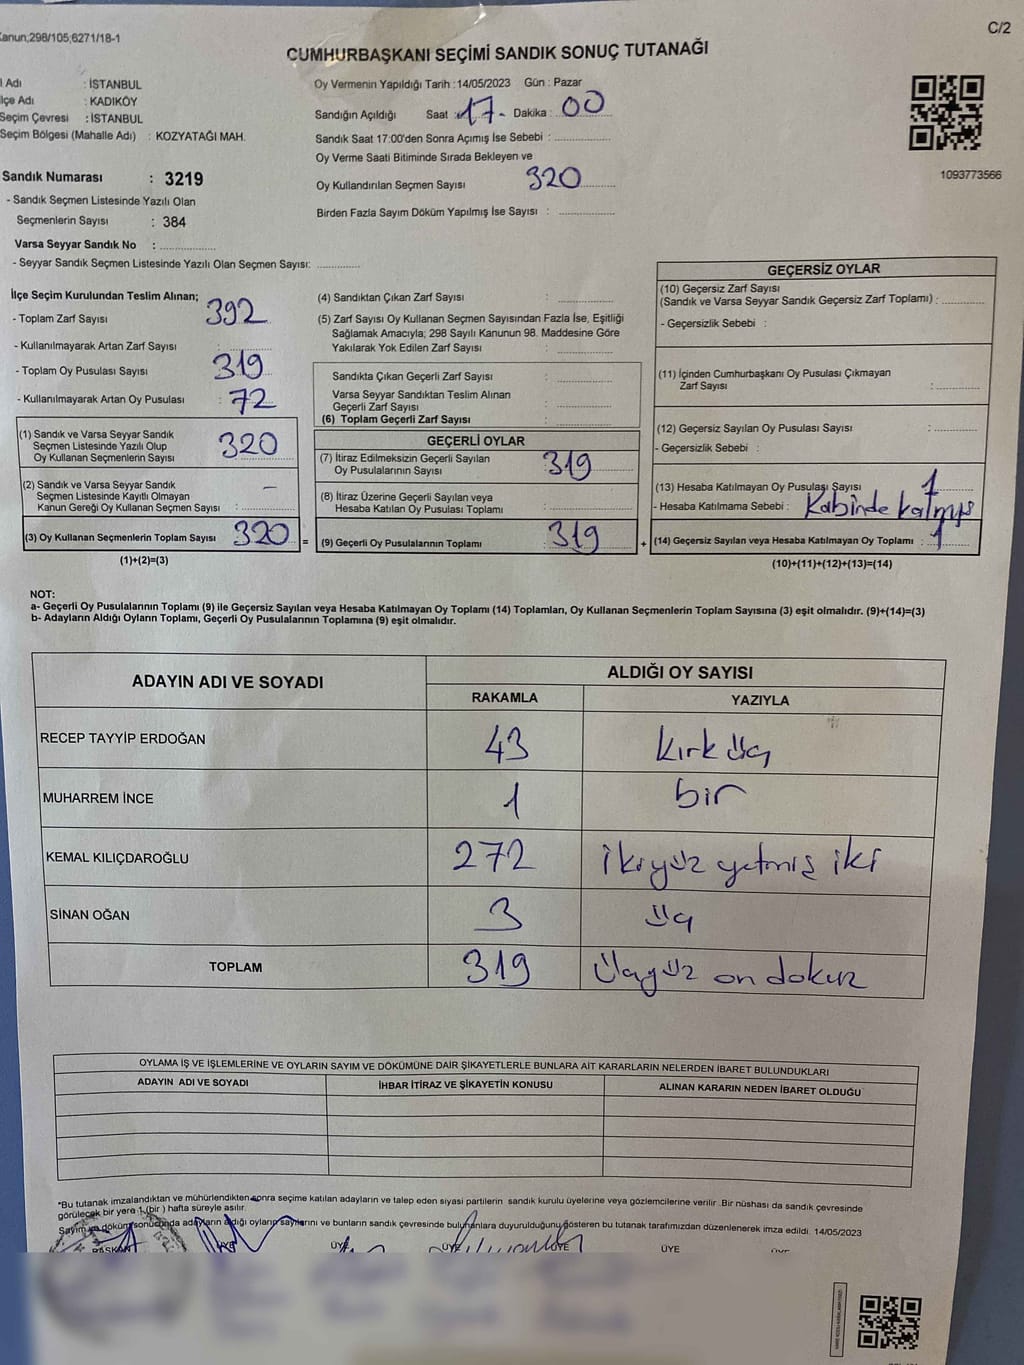 Kanun;298/105;6271/18-1
C/2
CUMHURBAŞKANI SEÇİMİ SANDIK SONUÇ TUTANAĞI
l Adı : İSTANBUL
lçe Adı : KADIKÖY
Seçim Çevresi : İSTANBUL
Seçim Bölgesi (Mahalle Adı) : KOZYATAĞI MAH.
Sandık Numarası : 3219
- Sandık Seçmen Listesinde Yazılı Olan
Seçmenlerin Sayısı : 384
Varsa Seyyar Sandık No :
- Seyyar Sandık Seçmen Listesinde Yazılı Olan Seçmen Sayısı:
Oy Vermenin Yapıldığı Tarih : 14/05/2023 Gün : Pazar
Sandığın Açıldığı Saat : 17 - Dakika : 00
Sandık Saat 17:00'den Sonra Açımış İse Sebebi :
Oy Verme Saati Bitiminde Sırada Bekleyen ve
Oy Kullandırılan Seçmen Sayısı 320
Birden Fazla Sayım Döküm Yapılmış İse Sayısı :
1093773566
İlçe Seçim Kurulundan Teslim Alınan;
- Toplam Zarf Sayısı 392
- Kullanılmayarak Artan Zarf Sayısı :
- Toplam Oy Pusulası Sayısı 319
- Kullanılmayarak Artan Oy Pusulası : 72
(1) Sandık ve Varsa Seyyar Sandık
Seçmen Listesinde Yazılı Olup
Oy Kullanan Seçmenlerin Sayısı 320
(2) Sandık ve Varsa Seyyar Sandık
Seçmen Listesinde Kayıtlı Olmayan
Kanun Gereği Oy Kullanan Seçmen Sayısı : -
(3) Oy Kullanan Seçmenlerin Toplam Sayısı 320 =
(1)+(2)=(3)
(4) Sandıktan Çıkan Zarf Sayısı :
(5) Zarf Sayısı Oy Kullanan Seçmen Sayısından Fazla İse, Eşitliği
Sağlamak Amacıyla; 298 Sayılı Kanunun 98. Maddesine Göre
Yakılarak Yok Edilen Zarf Sayısı :
Sandıkta Çıkan Geçerli Zarf Sayısı :
Varsa Seyyar Sandıktan Teslim Alınan
Geçerli Zarf Sayısı :
(6) Toplam Geçerli Zarf Sayısı :
GEÇERLİ OYLAR
(7) İtiraz Edilmeksizin Geçerli Sayılan
Oy Pusulalarının Sayısı 319
(8) İtiraz Üzerine Geçerli Sayılan veya
Hesaba Katılan Oy Pusulaları Toplamı :
(9) Geçerli Oy Pusulalarının Toplamı : 319 +
GEÇERSİZ OYLAR
(10) Geçersiz Zarf Sayısı
(Sandık ve Varsa Seyyar Sandık Geçersiz Zarf Toplamı) :
- Geçersizlik Sebebi :
(11) İçinden Cumhurbaşkanı Oy Pusulası Çıkmayan
Zarf Sayısı :
(12) Geçersiz Sayılan Oy Pusulası Sayısı :
- Geçersizlik Sebebi :
(13) Hesaba Katılmayan Oy Pusulası Sayısı 1
- Hesaba Katılmama Sebebi : Kabinde kalmış
(14) Geçersiz Sayılan veya Hesaba Katılmayan Oy Toplamı : 1
(10)+(11)+(12)+(13)=(14)
NOT:
a- Geçerli Oy Pusulalarının Toplamı (9) ile Geçersiz Sayılan veya Hesaba Katılmayan Oy Toplamı (14) Toplamları, Oy Kullanan Seçmenlerin Toplam Sayısına (3) eşit olmalıdır. (9)+(14)=(3)
b- Adayların Aldığı Oyların Toplamı, Geçerli Oy Pusulalarının Toplamına (9) eşit olmalıdır.
ADAYIN ADI VE SOYADI
ALDIĞI OY SAYISI
RAKAMLA YAZIYLA
RECEP TAYYİP ERDOĞAN 43 kırk üç
MUHARREM İNCE 1 bir
KEMAL KILIÇDAROĞLU 272 ikiyüz yetmiş iki
SİNAN OĞAN 3 üç
TOPLAM 319 üçyüz on dokuz
OYLAMA İŞ VE İŞLEMLERİNE VE OYLARIN SAYIM VE DÖKÜMÜNE DAİR ŞİKAYETLERLE BUNLARA AİT KARARLARIN NELERDEN İBARET BULUNDUKLARI
ADAYIN ADI VE SOYADI İHBAR İTİRAZ VE ŞİKAYETİN KONUSU ALINAN KARARIN NEDEN İBARET OLDUĞU
*Bu tutanak imzalandıktan ve mühürlendikten sonra seçime katılan adayların ve talep eden siyasi partilerin sandık kurulu üyelerine veya gözlemcilerine verilir .Bir nüshası da sandık çevresinde
görülecek bir yere 1 (bir ) hafta süreyle asılır.
Sayım ve döküm sonucunda adayların aldığı oyların sayılarını ve bunların sandık çevresinde bulunanlara duyurulduğunu gösteren bu tutanak tarafımızdan düzenlenerek imza edildi. 14/05/2023
BAŞKAN ÜYE ÜYE ÜYE ÜYE ÜYE ÜYE